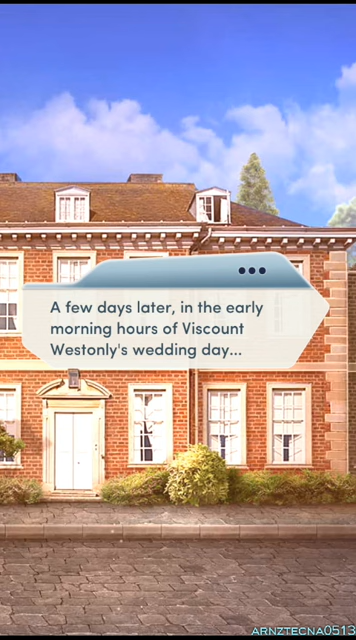 A few days later, in the early
morning hours of Viscount
Westonly's wedding day...
ARNZTECNA0513